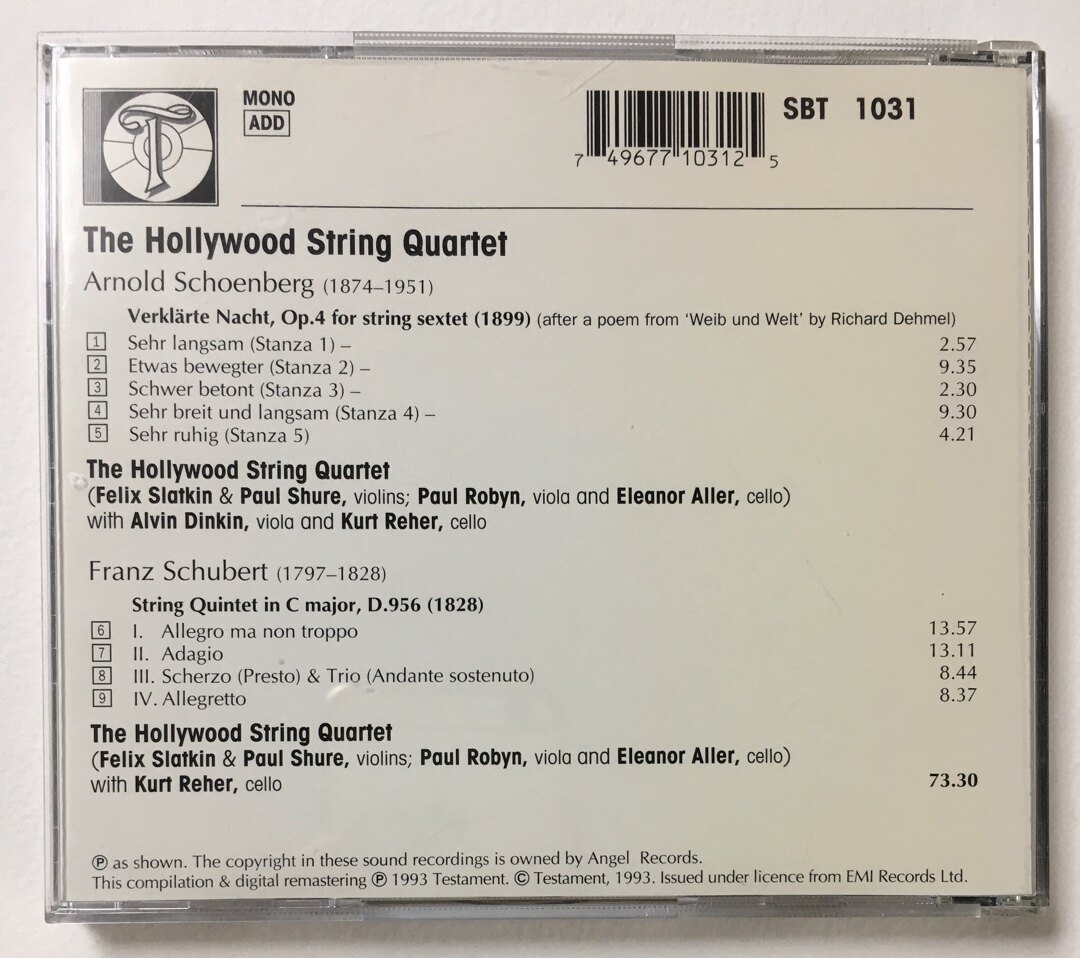 T
MONO
ADD
7 49677 10312 5
SBT 1031
The Hollywood String Quartet
Arnold Schoenberg (1874–1951)
Verklärte Nacht, Op.4 for string sextet (1899) (after a poem from ‘Weib und Welt’ by Richard Dehmel)
1 Sehr langsam (Stanza 1) – 2.57
2 Etwas bewegter (Stanza 2) – 9.35
3 Schwer betont (Stanza 3) – 2.30
4 Sehr breit und langsam (Stanza 4) – 9.30
5 Sehr ruhig (Stanza 5) 4.21
The Hollywood String Quartet
(Felix Slatkin & Paul Shure, violins; Paul Robyn, viola and Eleanor Aller, cello)
with Alvin Dinkin, viola and Kurt Reher, cello
Franz Schubert (1797–1828)
String Quintet in C major, D.956 (1828)
6 I. Allegro ma non troppo 13.57
7 II. Adagio 13.11
8 III. Scherzo (Presto) & Trio (Andante sostenuto) 8.44
9 IV. Allegretto 8.37
The Hollywood String Quartet
(Felix Slatkin & Paul Shure, violins; Paul Robyn, viola and Eleanor Aller, cello)
with Kurt Reher, cello 73.30
℗ as shown. The copyright in these sound recordings is owned by Angel Records.
This compilation & digital remastering ℗ 1993 Testament. © Testament, 1993. Issued under licence from EMI Records Ltd.